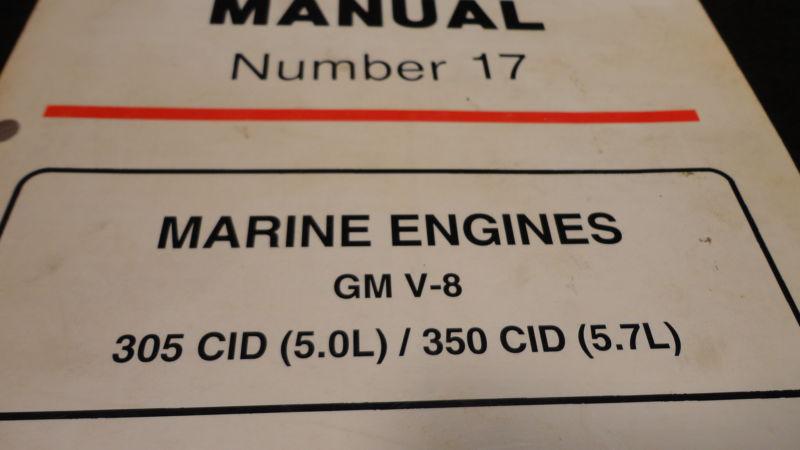 MANUAL
Number 17
MARINE ENGINES
GM V-8
305 CID (5.0L) / 350 CID (5.7L)